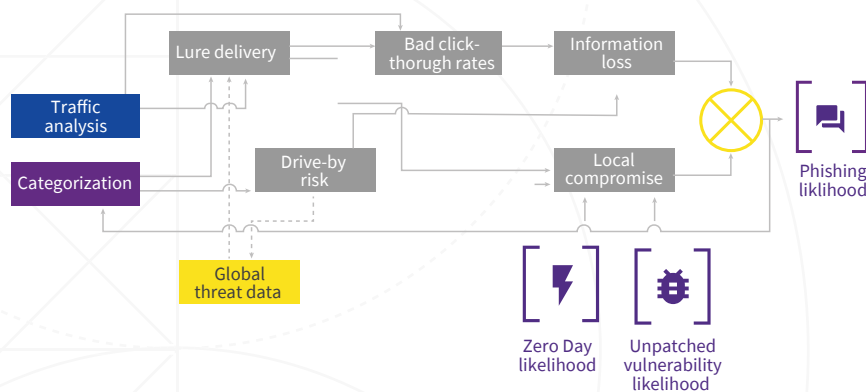 Lure delivery
Bad click-
thorugh rates
Information
loss
Traffic
analysis
Categorization
Drive-by
risk
Local
compromise
Phishing
liklihood
Global
threat data
Zero Day
likelihood
Unpatched
vulnerability
likelihood